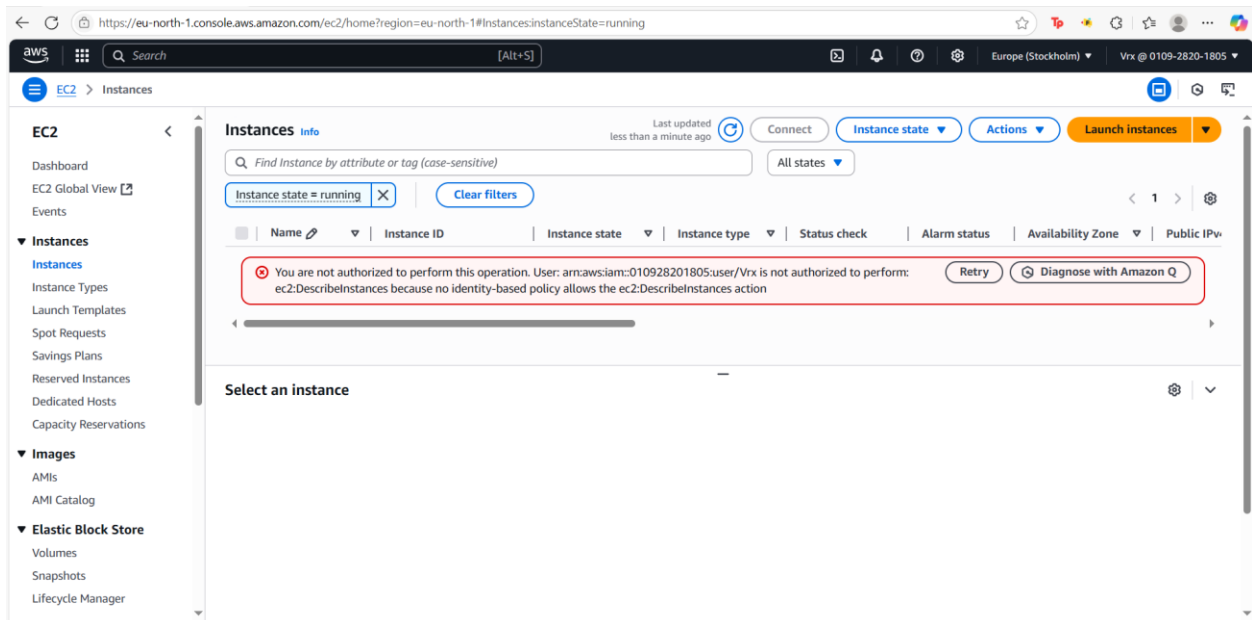 https://eu-north-1.console.aws.amazon.com/ec2/home?region=eu-north-1#Instances:instanceState=running
aws
Search [Alt+S]
Europe (Stockholm)
Vrx @ 0109-2820-1805
EC2 > Instances
EC2
Dashboard
EC2 Global View
Events
Instances
Instances
Instance Types
Launch Templates
Spot Requests
Savings Plans
Reserved Instances
Dedicated Hosts
Capacity Reservations
Images
AMIs
AMI Catalog
Elastic Block Store
Volumes
Snapshots
Lifecycle Manager
Instances Info
Last updated
less than a minute ago
Connect
Instance state
Actions
Launch instances
Find Instance by attribute or tag (case-sensitive)
All states
Instance state = running
Clear filters
1
Name
Instance ID
Instance state
Instance type
Status check
Alarm status
Availability Zone
Public IPv
You are not authorized to perform this operation. User: arn:aws:iam::010928201805:user/Vrx is not authorized to perform:
ec2:DescribeInstances because no identity-based policy allows the ec2:DescribeInstances action
Retry
Diagnose with Amazon Q
Select an instance